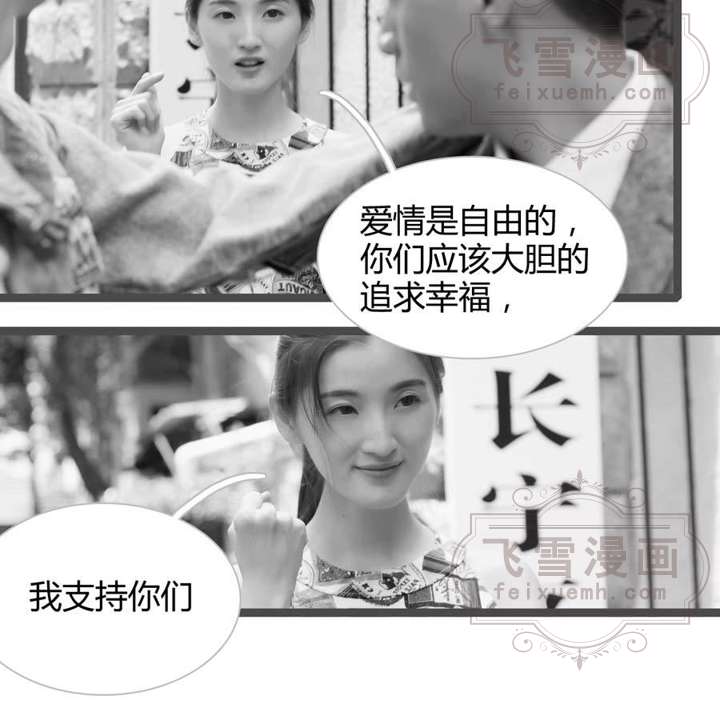 飞雪漫画
feixuemh.com
爱情是自由的，
你们应该大胆的
追求幸福，
长宁
飞雪漫画
feixuemh.com
我支持你们